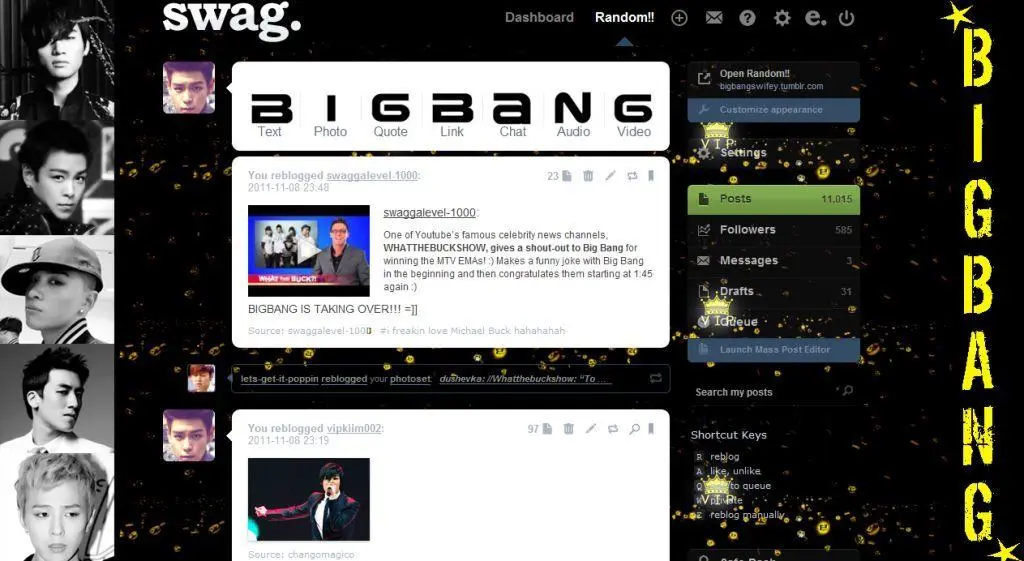 swag.
Dashboard Random!!
BIGBANG
Text Photo Quote Link Chat Audio Video
You reblogged swaggalevel-1000:
2011-11-08 23:48
23
swaggalevel-1000:
One of Youtube's famous celebrity news channels,
WHATTHEBUCKSHOW, gives a shout-out to Big Bang for
winning the MTV EMAs! :) Makes a funny joke with Big Bang
in the beginning and then congratulates them starting at 1:45
again :)
WHAT THE BUCK?!
BIGBANG IS TAKING OVER!!! =]]
Source: swaggalevel-1000 #i freakin love Michael Buck hahahahah
lets-get-it-poppin reblogged your photoset: dushevka: //Whatthebuckshow: “To ...
You reblogged vipkiim002:
2011-11-08 23:19
97
Source: changomagico
Open Random!!
bigbangswifey.tumblr.com
Customize appearance
VIP
Settings
Posts 11,015
Followers 585
Messages 3
Drafts 31
VIP
Queue
Launch Mass Post Editor
Search my posts
Shortcut Keys
R reblog
A like, unlike
Q to queue
VIP
private
reblog manually
BIGBANG